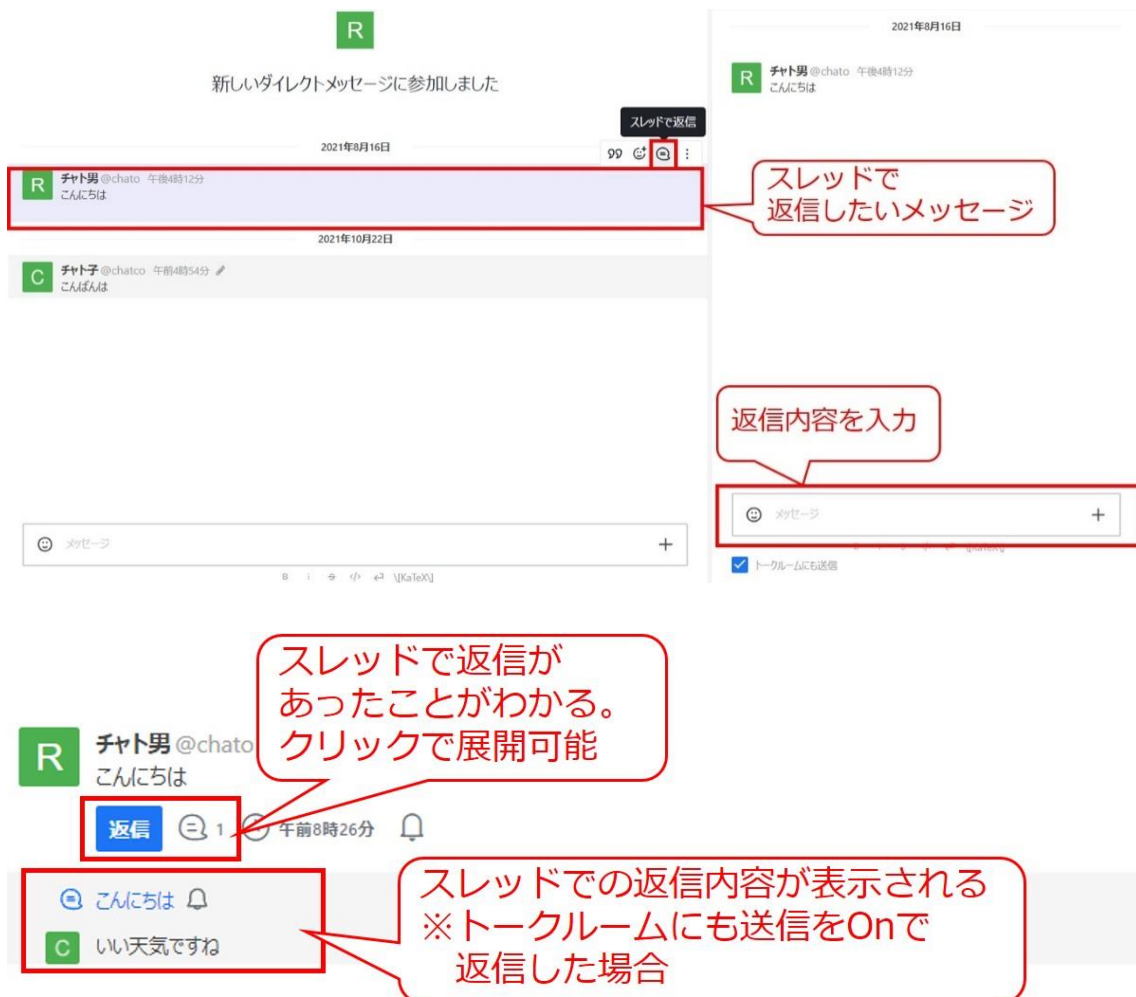 R
新しいダイレクトメッセージに参加しました
スレッドで返信
2021年8月16日
R チャト男 @chato 午後4時12分
こんにちは
2021年10月22日
C チャト子 @chatco 午前4時54分
こんばんは
メッセージ
B i S </> \[KaTeX\]
2021年8月16日
R チャト男 @chato 午後4時12分
こんにちは
スレッドで
返信したいメッセージ
返信内容を入力
メッセージ
トークルームにも送信
スレッドで返信が
あったことがわかる。
クリックで展開可能
R チャト男 @chato
こんにちは
返信 1 午前8時26分
こんにちは
C いい天気ですね
スレッドでの返信内容が表示される
※トークルームにも送信をOnで
返信した場合